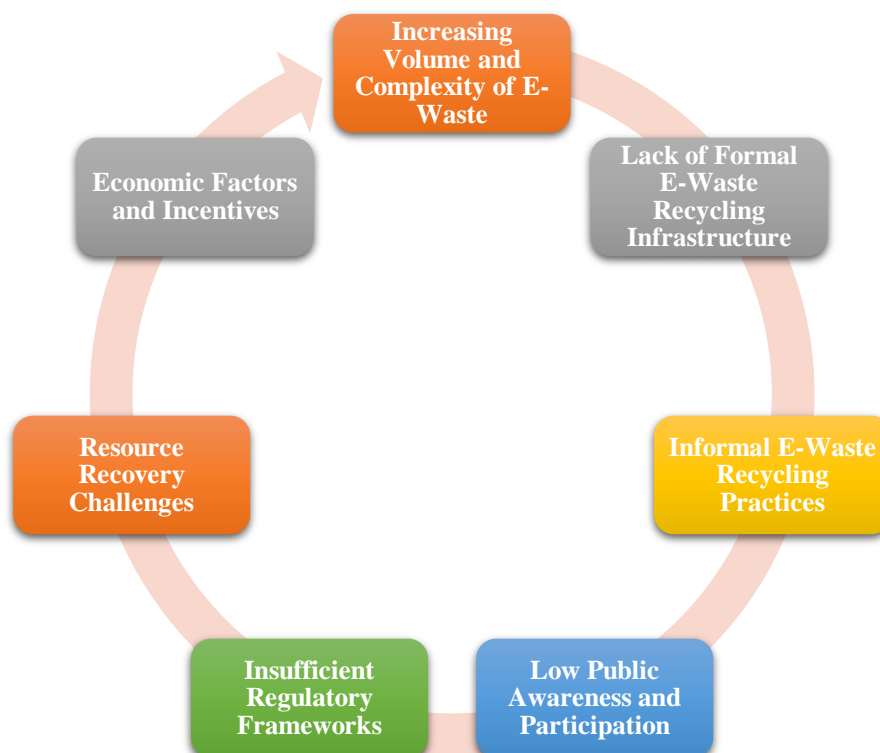 Increasing
Volume and
Complexity of E-
Waste
Lack of Formal
E-Waste
Recycling
Infrastructure
Informal E-Waste
Recycling
Practices
Low Public
Awareness and
Participation
Insufficient
Regulatory
Frameworks
Resource
Recovery
Challenges
Economic Factors
and Incentives